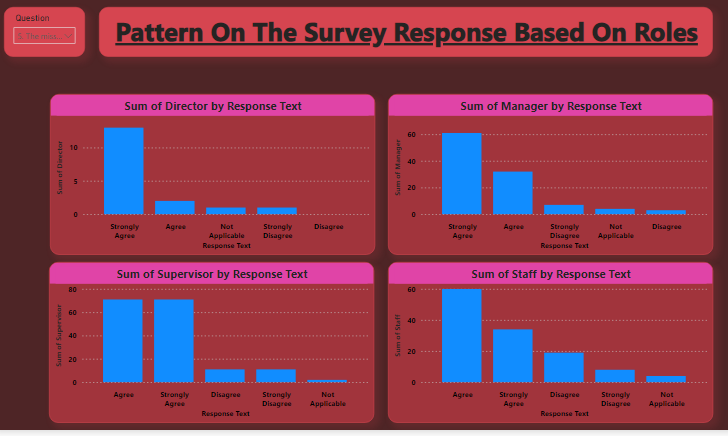 Question
5. The miss...
Pattern On The Survey Response Based On Roles
Sum of Director by Response Text
Sum of Director
10
5
0
Strongly Agree
Agree
Not Applicable
Strongly Disagree
Disagree
Response Text
Sum of Manager by Response Text
Sum of Manager
60
40
20
0
Strongly Agree
Agree
Strongly Disagree
Not Applicable
Disagree
Response Text
Sum of Supervisor by Response Text
Sum of Supervisor
80
60
40
20
0
Agree
Strongly Agree
Disagree
Strongly Disagree
Not Applicable
Response Text
Sum of Staff by Response Text
Sum of Staff
60
40
20
0
Agree
Strongly Agree
Disagree
Strongly Disagree
Not Applicable
Response Text